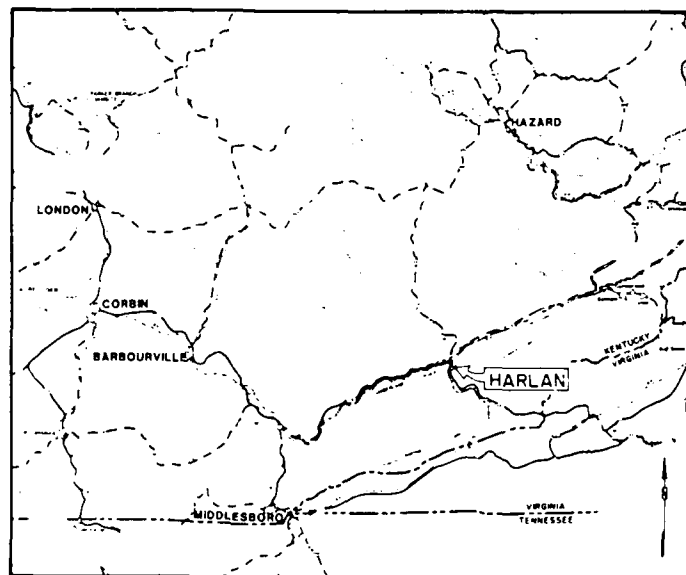 HAZARD
LONDON
CORBIN
BARBOURVILLE
KENTUCKY
VIRGINIA
HARLAN
MIDDLESBORO
VIRGINIA
TENNESSEE